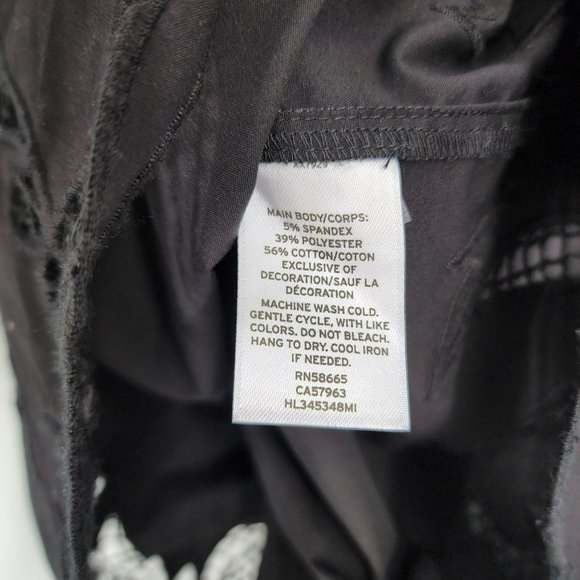 MAIN BODY/CORPS:
5% SPANDEX
39% POLYESTER
56% COTTON/COTON
EXCLUSIVE OF
DECORATION/SAUF LA
DÉCORATION
MACHINE WASH COLD.
GENTLE CYCLE, WITH LIKE
COLORS. DO NOT BLEACH.
HANG TO DRY. COOL IRON
IF NEEDED.
RN58665
CA57963
HL345348MI